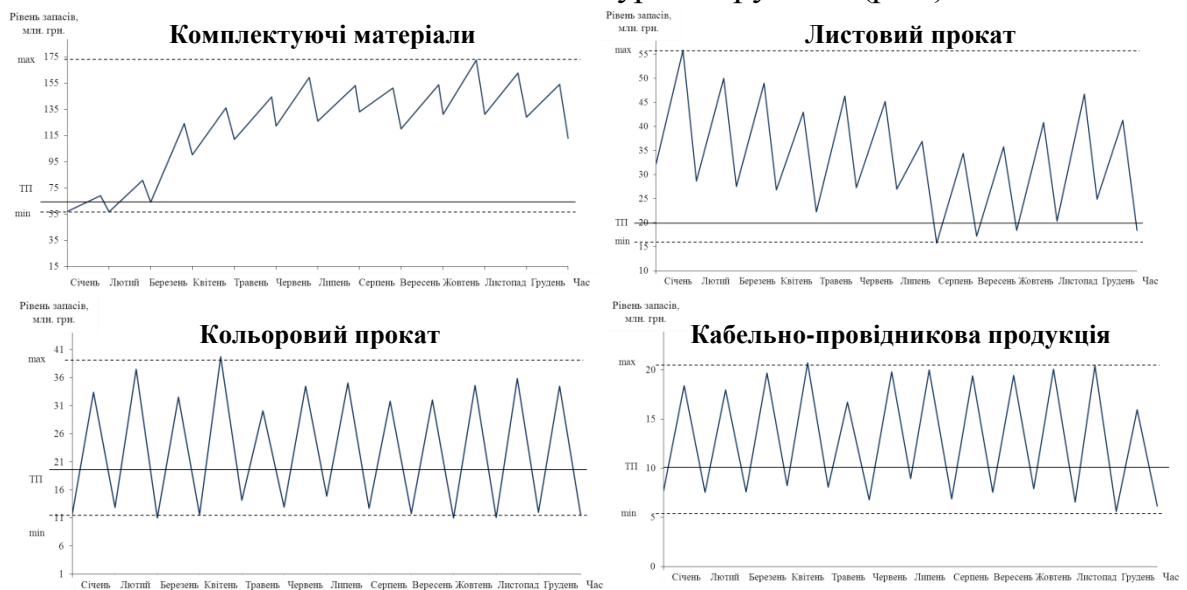 Рівень запасів,
млн. грн.
Комплектуючі матеріали
max
175
155
135
115
95
75
ТП
min
55
35
15
Січень Лютий Березень Квітень Травень Червень Липень Серпень Вересень Жовтень Листопад Грудень Час
Рівень запасів,
млн. грн.
Листовий прокат
max
55
50
45
40
35
30
25
ТП
20
min
15
10
Січень Лютий Березень Квітень Травень Червень Липень Серпень Вересень Жовтень Листопад Грудень Час
Рівень запасів,
млн. грн.
Кольоровий прокат
41
max
36
31
26
21
ТП
16
11
min
6
1
Січень Лютий Березень Квітень Травень Червень Липень Серпень Вересень Жовтень Листопад Грудень Час
Рівень запасів,
млн. грн.
Кабельно-провідникова продукція
max
20
15
ТП
10
min
5
0
Січень Лютий Березень Квітень Травень Червень Липень Серпень Вересень Жовтень Листопад Грудень Час